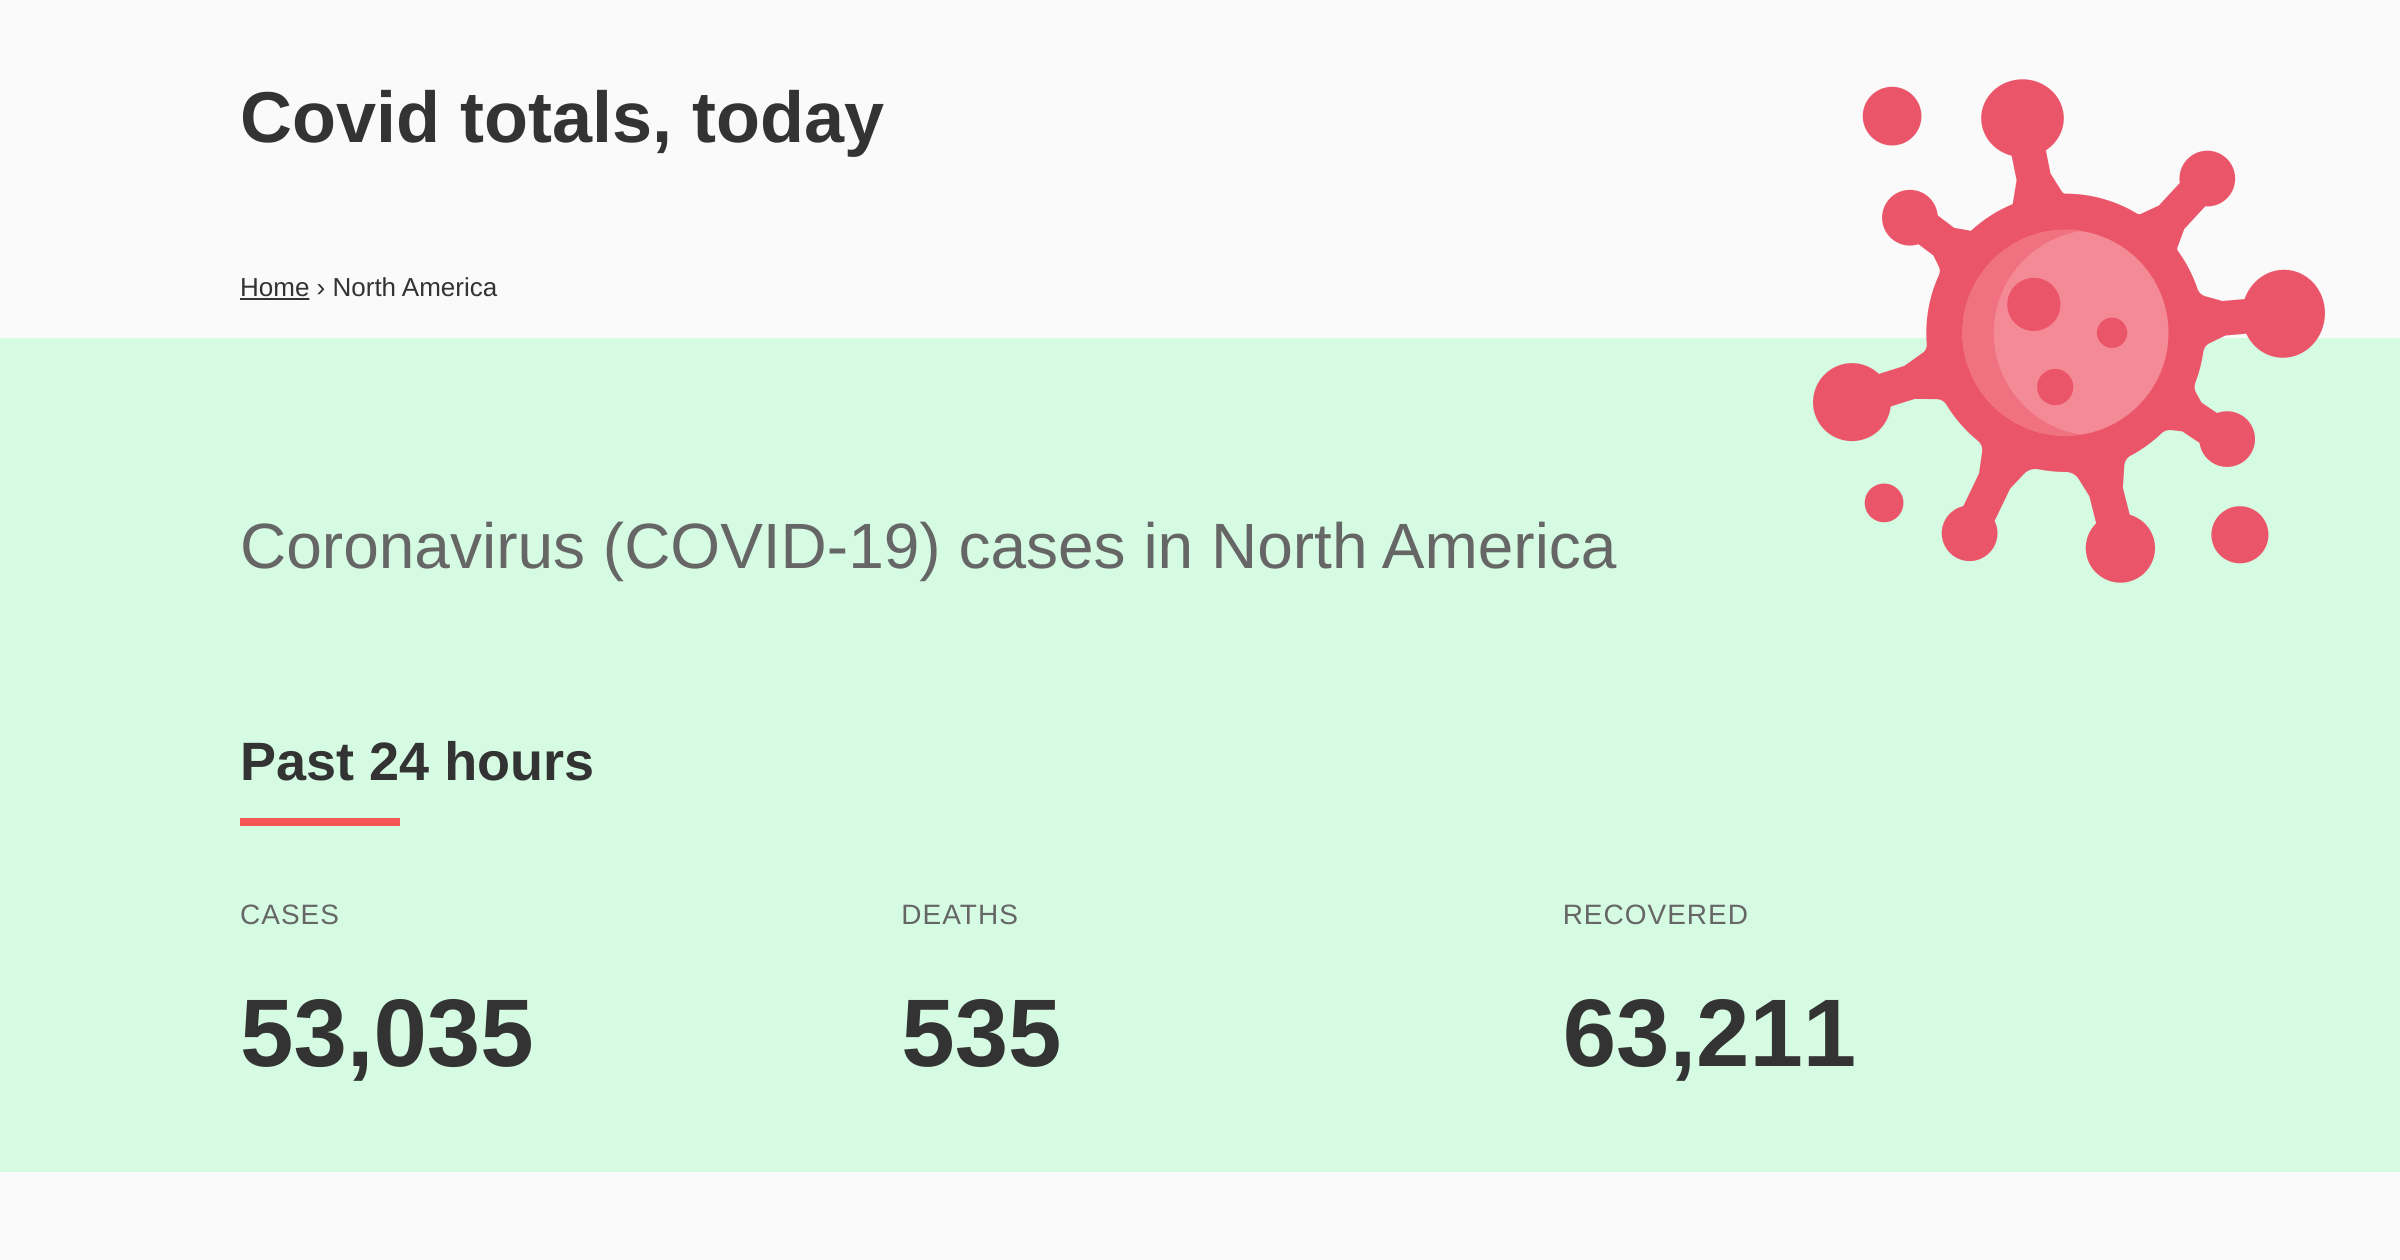 Covid totals, today
Home › North America
Coronavirus (COVID-19) cases in North America
Past 24 hours
CASES
DEATHS
RECOVERED
53,035
535
63,211